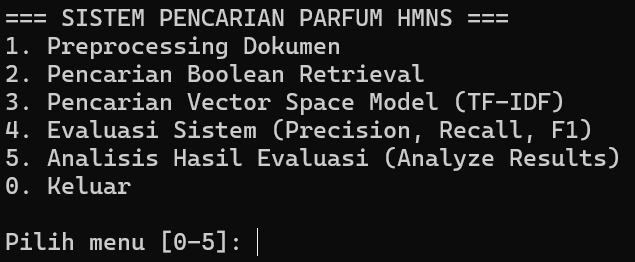 === SISTEM PENCARIAN PARFUM HMNS ===
1. Preprocessing Dokumen
2. Pencarian Boolean Retrieval
3. Pencarian Vector Space Model (TF-IDF)
4. Evaluasi Sistem (Precision, Recall, F1)
5. Analisis Hasil Evaluasi (Analyze Results)
0. Keluar
Pilih menu [0-5]: